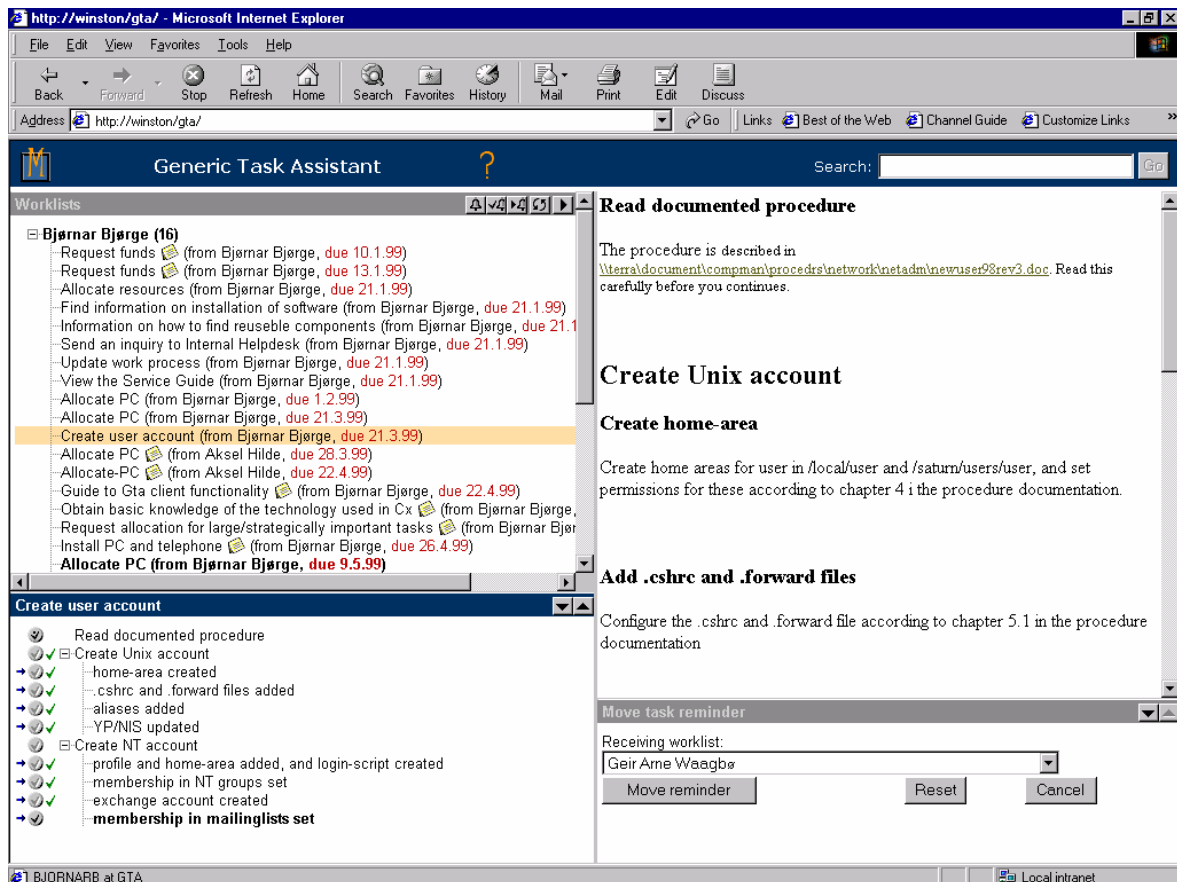 http://winston/gta/ - Microsoft Internet Explorer
File Edit View Favorites Tools Help
Back Forward Stop Refresh Home Search Favorites History Mail Print Edit Discuss
Address http://winston/gta/ Go Links Best of the Web Channel Guide Customize Links »
Generic Task Assistant ? Search: Go
Worklists
Bjørnar Bjørge (16)
Request funds (from Bjørnar Bjørge, due 10.1.99)
Request funds (from Bjørnar Bjørge, due 13.1.99)
Allocate resources (from Bjørnar Bjørge, due 21.1.99)
Find information on installation of software (from Bjørnar Bjørge, due 21.1.99)
Information on how to find reuseble components (from Bjørnar Bjørge, due 21.1
Send an inquiry to Internal Helpdesk (from Bjørnar Bjørge, due 21.1.99)
Update work process (from Bjørnar Bjørge, due 21.1.99)
View the Service Guide (from Bjørnar Bjørge, due 21.1.99)
Allocate PC (from Bjørnar Bjørge, due 1.2.99)
Allocate PC (from Bjørnar Bjørge, due 21.3.99)
Create user account (from Bjørnar Bjørge, due 21.3.99)
Allocate PC (from Aksel Hilde, due 28.3.99)
Allocate-PC (from Aksel Hilde, due 22.4.99)
Guide to Gta client functionality (from Bjørnar Bjørge, due 22.4.99)
Obtain basic knowledge of the technology used in Cx (from Bjørnar Bjørge,
Request allocation for large/strategically important tasks (from Bjørnar Bjør
Install PC and telephone (from Bjørnar Bjørge, due 26.4.99)
Allocate PC (from Bjørnar Bjørge, due 9.5.99)
Create user account
Read documented procedure
Create Unix account
home-area created
.cshrc and .forward files added
aliases added
YP/NIS updated
Create NT account
profile and home-area added, and login-script created
membership in NT groups set
exchange account created
membership in mailinglists set
Read documented procedure
The procedure is described in
\\terra\document\compman\procedrs\network\netadm\newuser98rev3.doc. Read this
carefully before you continues.
Create Unix account
Create home-area
Create home areas for user in /local/user and /saturn/users/user, and set
permissions for these according to chapter 4 i the procedure documentation.
Add .cshrc and .forward files
Configure the .cshrc and .forward file according to chapter 5.1 in the procedure
documentation
Move task reminder
Receiving worklist:
Geir Arne Waagbø
Move reminder Reset Cancel
BJORNARB at GTA Local intranet